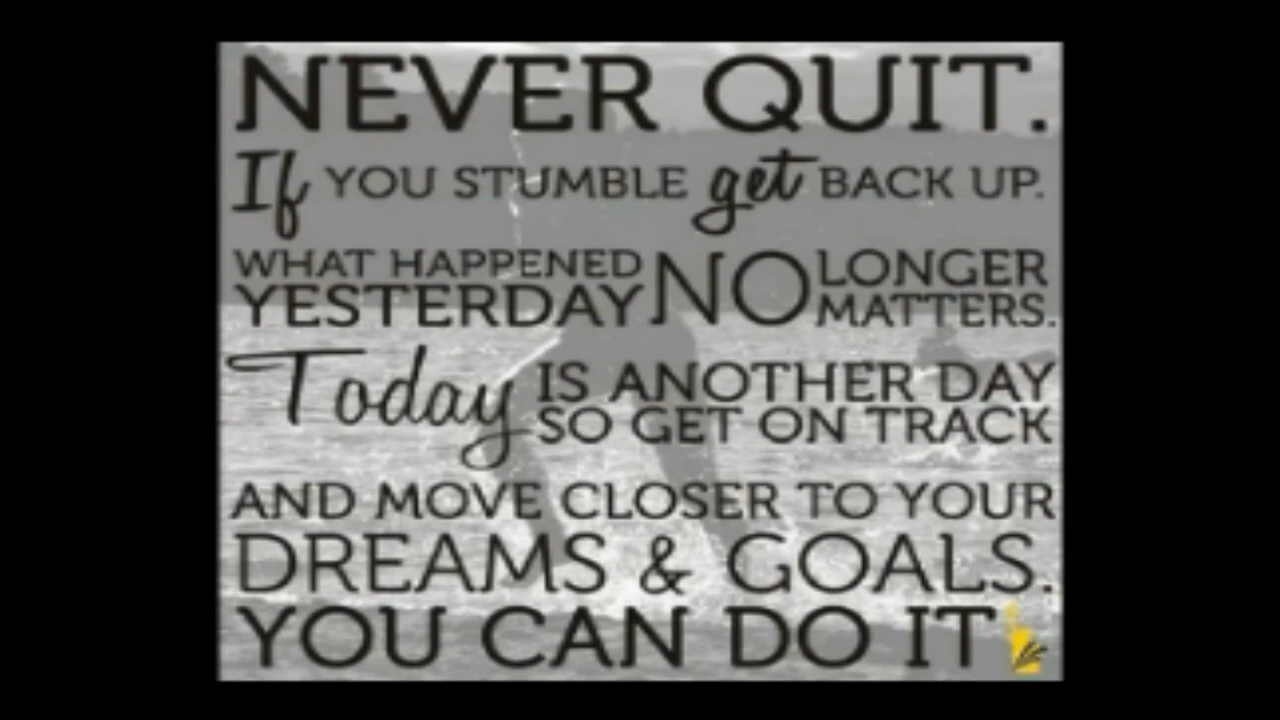 NEVER QUIT.
If YOU STUMBLE get BACK UP.
WHAT HAPPENED
YESTERDAY NO LONGER
MATTERS.
Today IS ANOTHER DAY
SO GET ON TRACK
AND MOVE CLOSER TO YOUR
DREAMS & GOALS.
YOU CAN DO IT